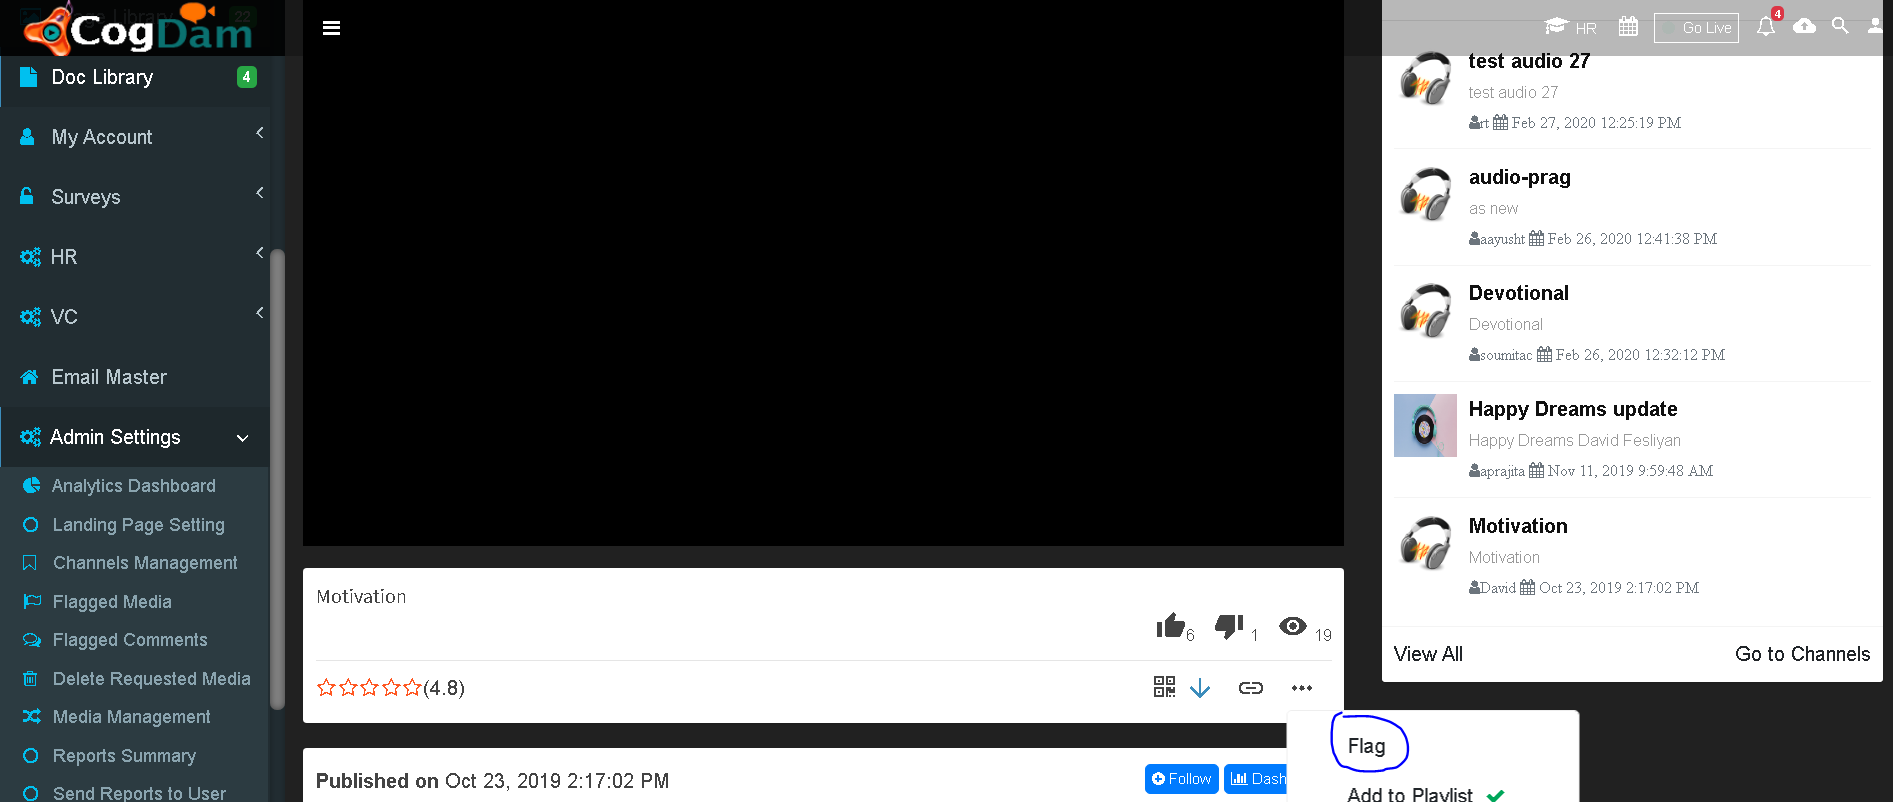 CogDam
Doc Library 4
My Account
Surveys
HR
VC
Email Master
Admin Settings
Analytics Dashboard
Landing Page Setting
Channels Management
Flagged Media
Flagged Comments
Delete Requested Media
Media Management
Reports Summary
Send Reports to User
Motivation
6 1 19
(4.8)
Published on Oct 23, 2019 2:17:02 PM
Follow Dash
Flag
Add to Playlist
HR Go Live 4
test audio 27
test audio 27
rt Feb 27, 2020 12:25:19 PM
audio-prag
as new
aayusht Feb 26, 2020 12:41:38 PM
Devotional
Devotional
soumitac Feb 26, 2020 12:32:12 PM
Happy Dreams update
Happy Dreams David Fesliyan
aprajita Nov 11, 2019 9:59:48 AM
Motivation
Motivation
David Oct 23, 2019 2:17:02 PM
View All Go to Channels